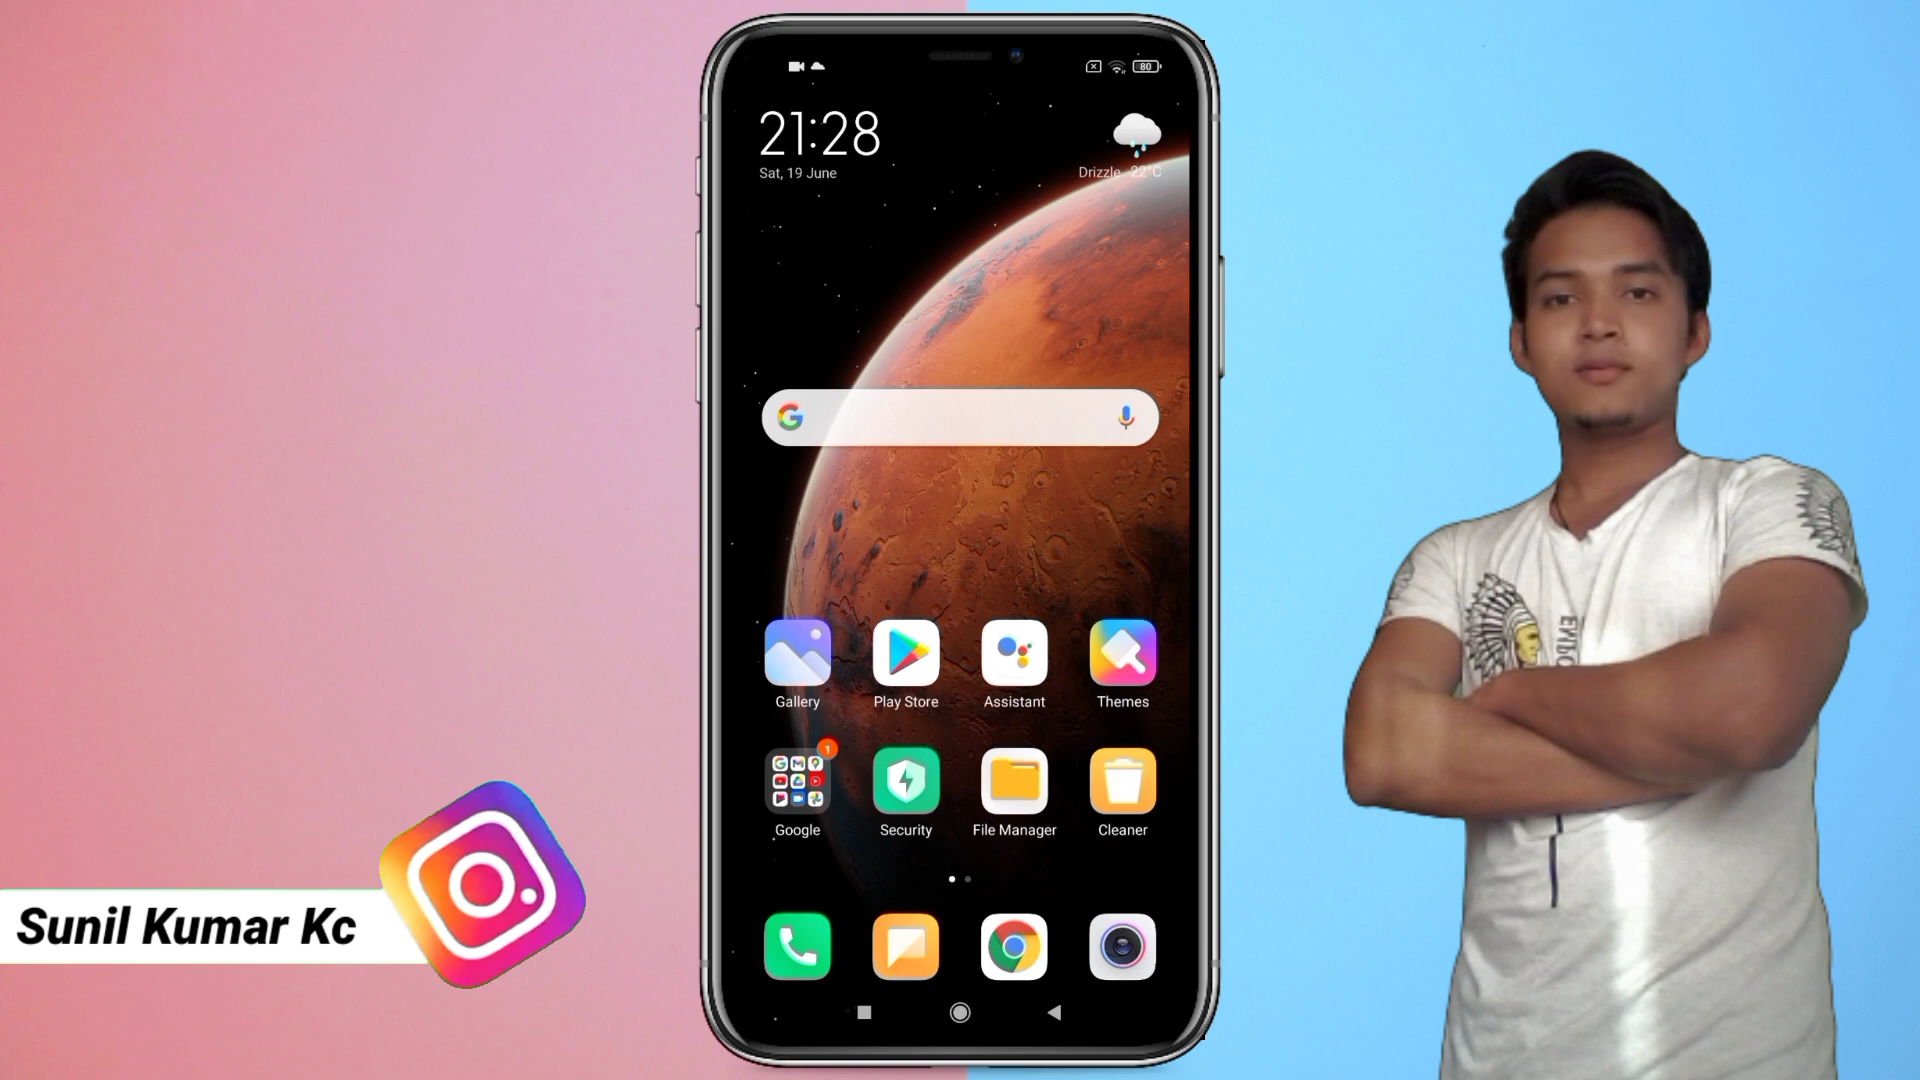 80
21:28
Sat, 19 June
Drizzle 22°C
Gallery
Play Store
Assistant
Themes
1
Google
Security
File Manager
Cleaner
Sunil Kumar Kc